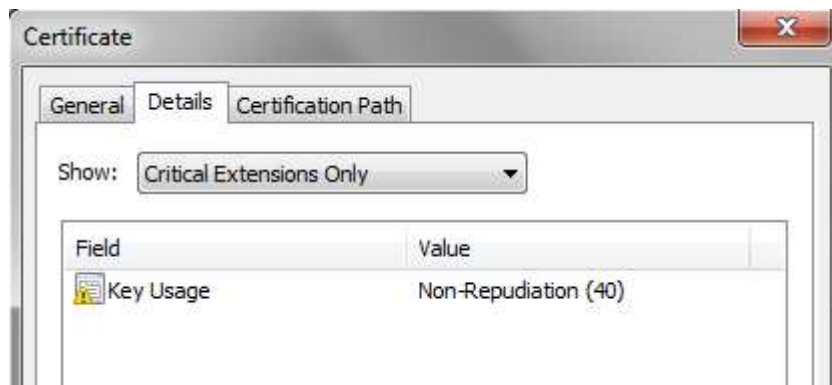 Certificate
General Details Certification Path
Show: Critical Extensions Only
Field Value
Key Usage Non-Repudiation (40)